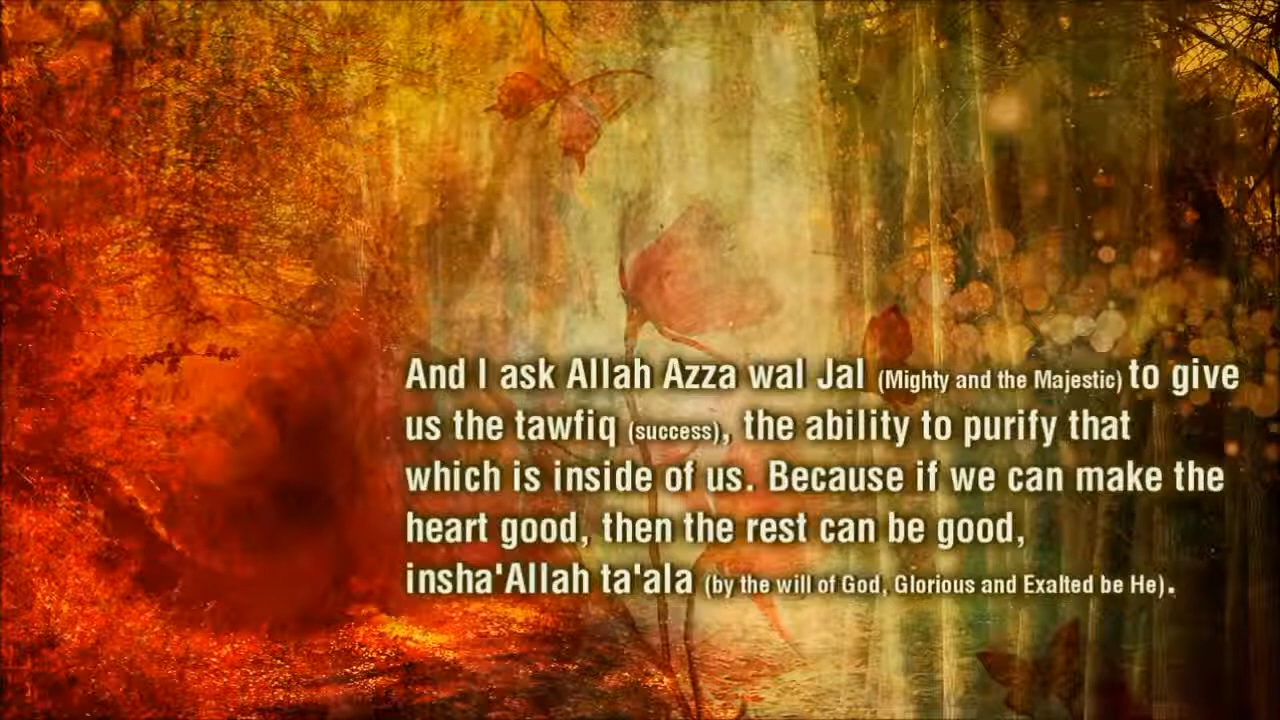 And I ask Allah Azza wal Jal (Mighty and the Majestic) to give
us the tawfiq (success), the ability to purify that
which is inside of us. Because if we can make the
heart good, then the rest can be good,
insha'Allah ta'ala (by the will of God, Glorious and Exalted be He).